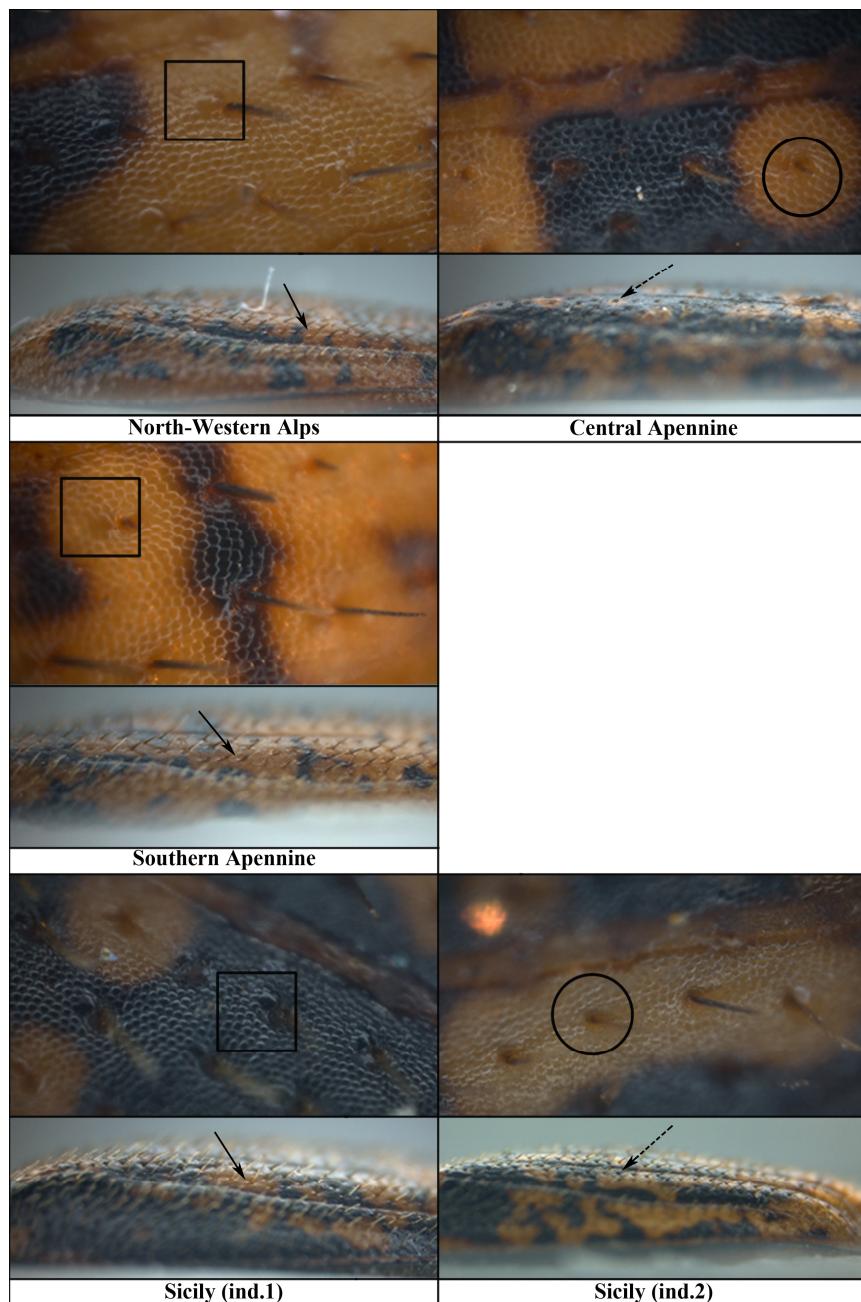 North-Western Alps
Central Apennine
Southern Apennine
Sicily (ind.1)
Sicily (ind.2)